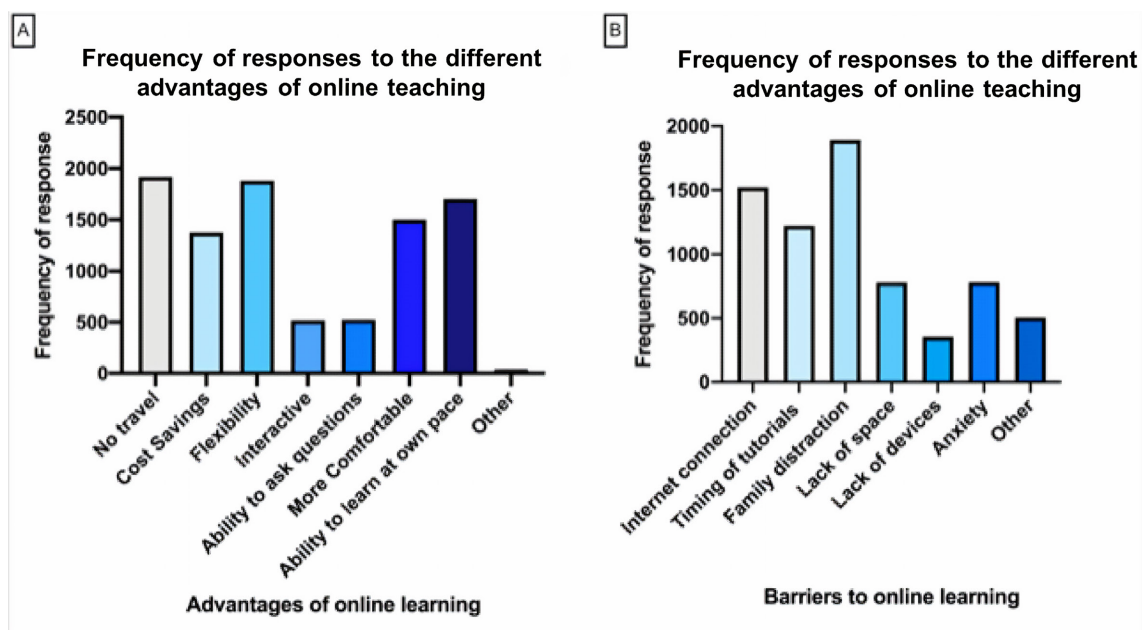 A
Frequency of responses to the different
advantages of online teaching
Frequency of response
2500
2000
1500
1000
500
0
No travel
Cost Savings
Flexibility
Interactive
Ability to ask questions
More Comfortable
Ability to learn at own pace
Other
Advantages of online learning
B
Frequency of responses to the different
advantages of online teaching
Frequency of response
2000
1500
1000
500
0
Internet connection
Timing of tutorials
Family distraction
Lack of space
Lack of devices
Anxiety
Other
Barriers to online learning